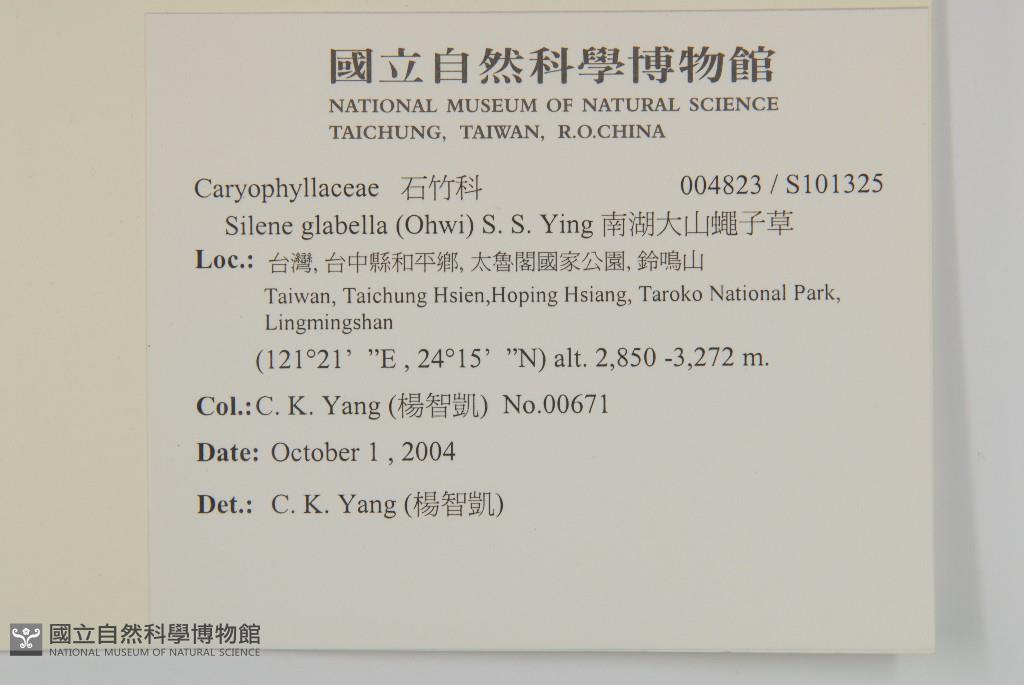 國立自然科學博物館
NATIONAL MUSEUM OF NATURAL SCIENCE
TAICHUNG, TAIWAN, R.O.CHINA
Caryophyllaceae 石竹科 004823 / S101325
Silene glabella (Ohwi) S. S. Ying 南湖大山蠅子草
Loc.: 台灣, 台中縣和平鄉, 太魯閣國家公園, 鈴鳴山
Taiwan, Taichung Hsien,Hoping Hsiang, Taroko National Park,
Lingmingshan
(121°21’ ”E , 24°15’ ”N) alt. 2,850 -3,272 m.
Col.: C. K. Yang (楊智凱) No.00671
Date: October 1 , 2004
Det.: C. K. Yang (楊智凱)
國立自然科學博物館
NATIONAL MUSEUM OF NATURAL SCIENCE